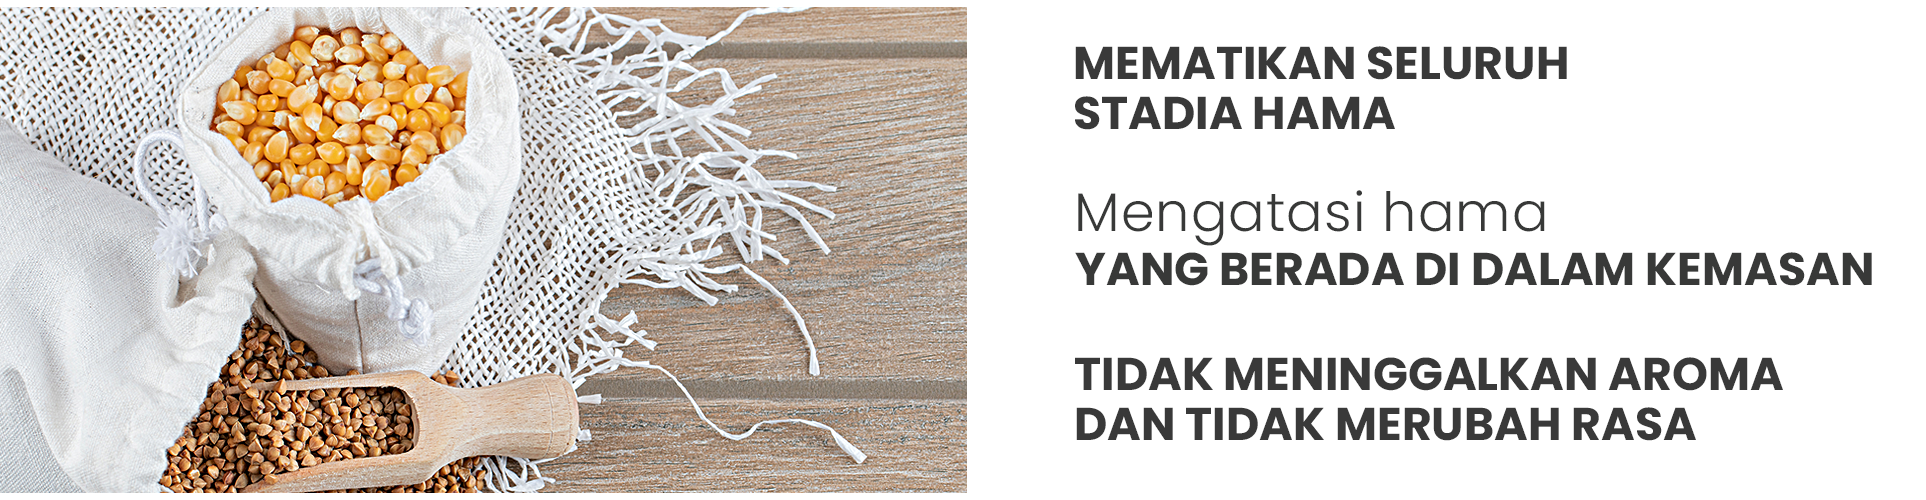 MEMATIKAN SELURUH
STADIA HAMA
Mengatasi hama
YANG BERADA DI DALAM KEMASAN
TIDAK MENINGGALKAN AROMA
DAN TIDAK MERUBAH RASA